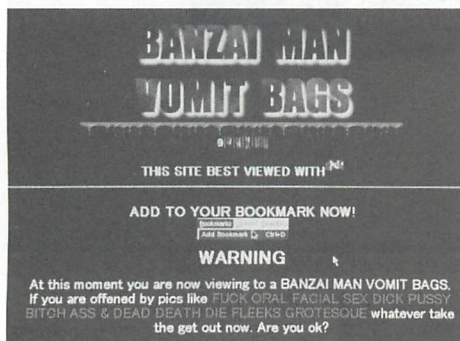 BANZAI MAN
VOMIT BAGS
THIS SITE BEST VIEWED WITH
ADD TO YOUR BOOKMARK NOW!
Bookmarks
Add Bookmark Ctrl+D
WARNING
At this moment you are now viewing to a BANZAI MAN VOMIT BAGS.
If you are offended by pics like FUCK ORAL FACIAL SEX DICK PUSSY
BITCH ASS & DEAD DEATH DIE FLEEKS GROTESQUE whatever take
the get out now. Are you ok?